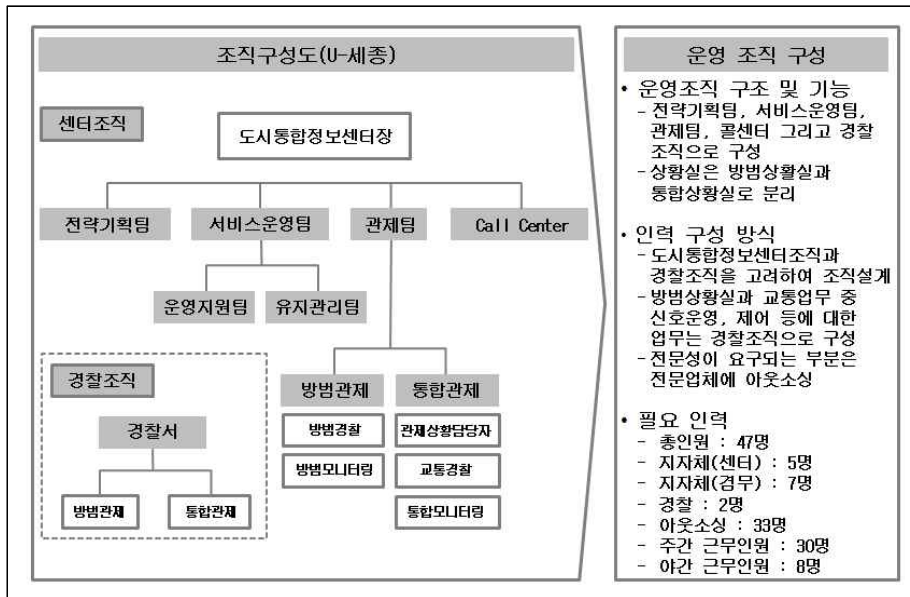 조직구성도(U-세종)
센터조직
도시통합정보센터장
전략기획팀
서비스운영팀
관제팀
Call Center
운영지원팀
유지관리팀
방범관제
통합관제
방범경찰
관제상황담당자
방범모니터링
교통경찰
통합모니터링
경찰조직
경찰서
방범관제
통합관제
운영 조직 구성
• 운영조직 구조 및 기능
- 전략기획팀, 서비스운영팀,
관제팀, 콜센터 그리고 경찰
조직으로 구성
- 상황실은 방범상활실과
통합상황실로 분리
• 인력 구성 방식
- 도시통합정보센터조직과
경찰조직을 고려하여 조직설계
- 방범상황실과 교통업무 중
신호운영, 제어 등에 대한
업무는 경찰조직으로 구성
- 전문성이 요구되는 부분은
전문업체에 아웃소싱
• 필요 인력
- 총인원 : 47명
- 지자체(센터) : 5명
- 지자체(겸무) : 7명
- 경찰 : 2명
- 아웃소싱 : 33명
- 주간 근무인원 : 30명
- 야간 근무인원 : 8명